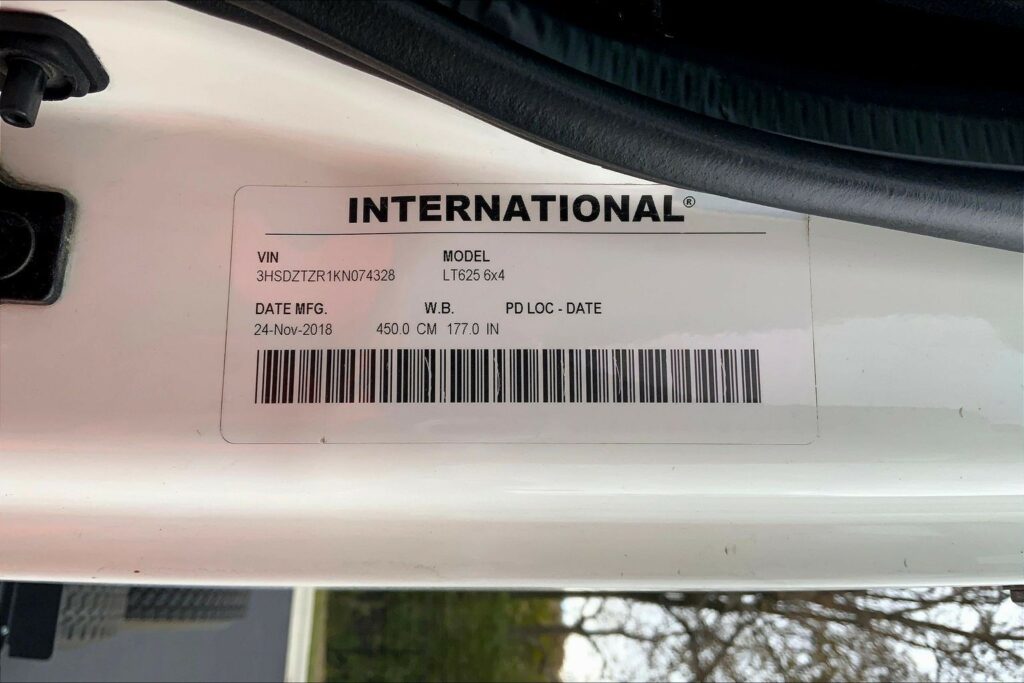 INTERNATIONAL®
VIN MODEL
3HSDZTZR1KN074328 LT625 6x4
DATE MFG. W.B. PD LOC - DATE
24-Nov-2018 450.0 CM 177.0 IN